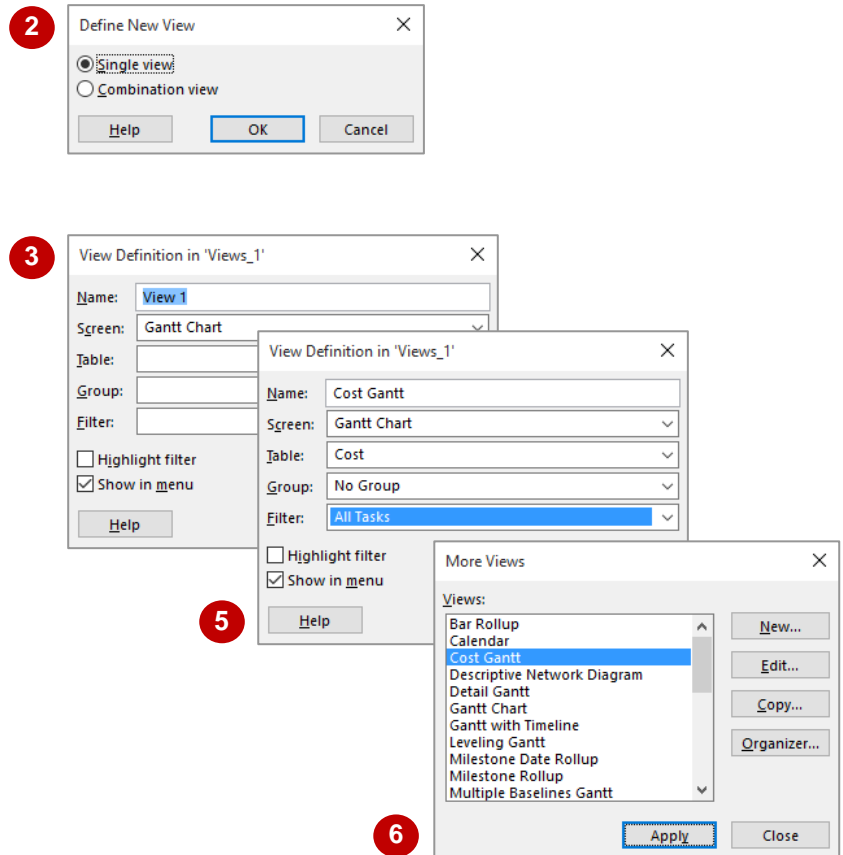 2
Define New View
Single view
Combination view
Help OK Cancel
3
View Definition in 'Views_1'
Name: View 1
Screen: Gantt Chart
Table:
Group:
Filter:
Highlight filter
Show in menu
Help
View Definition in 'Views_1'
Name: Cost Gantt
Screen: Gantt Chart
Table: Cost
Group: No Group
Filter: All Tasks
Highlight filter
Show in menu
5
Help
More Views
Views:
Bar Rollup
Calendar
Cost Gantt
Descriptive Network Diagram
Detail Gantt
Gantt Chart
Gantt with Timeline
Leveling Gantt
Milestone Date Rollup
Milestone Rollup
Multiple Baselines Gantt
New...
Edit...
Copy...
Organizer...
6
Apply Close